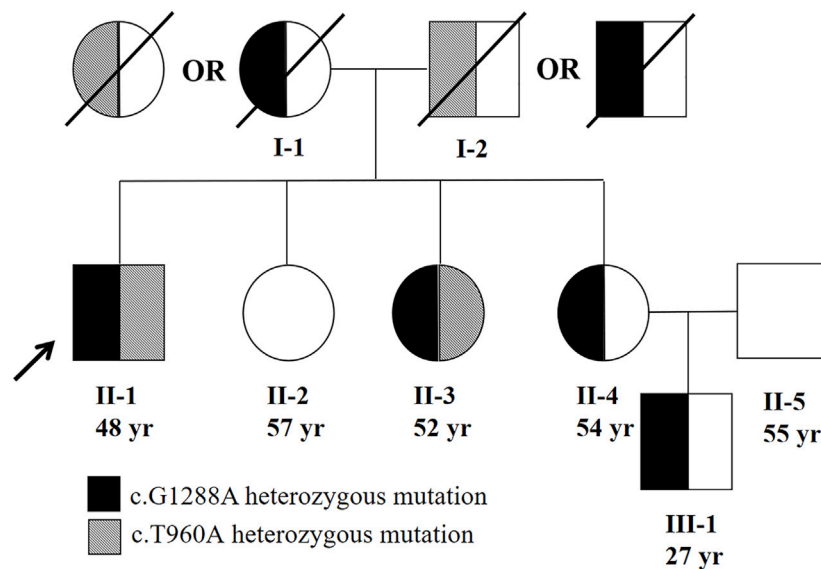 OR
OR
I-1
I-2
II-1
48 yr
II-2
57 yr
II-3
52 yr
II-4
54 yr
II-5
55 yr
c.G1288A heterozygous mutation
c.T960A heterozygous mutation
III-1
27 yr